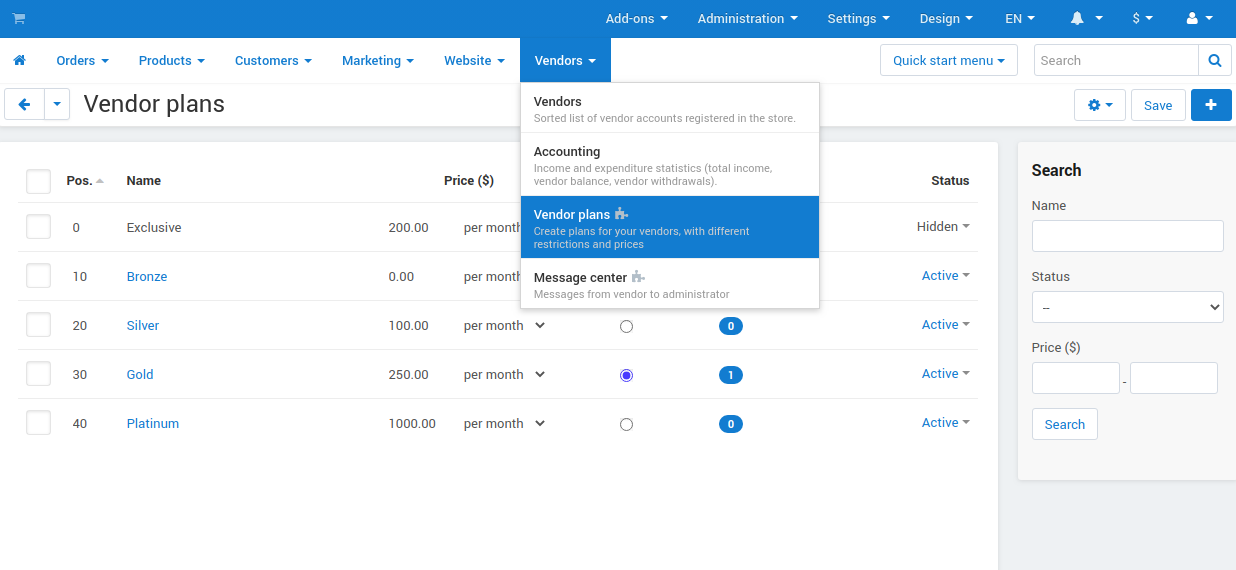 Add-ons Administration Settings Design EN $
Orders Products Customers Marketing Website Vendors Quick start menu Search
Vendor plans Save
Vendors
Sorted list of vendor accounts registered in the store.
Accounting
Income and expenditure statistics (total income,
vendor balance, vendor withdrawals).
Vendor plans
Create plans for your vendors, with different
restrictions and prices
Message center
Messages from vendor to administrator
Pos. Name Price ($) Status
0 Exclusive 200.00 per month Hidden
10 Bronze 0.00 per month Active
20 Silver 100.00 per month 0 Active
30 Gold 250.00 per month 1 Active
40 Platinum 1000.00 per month 0 Active
Search
Name
Status
--
Price ($)
-
Search